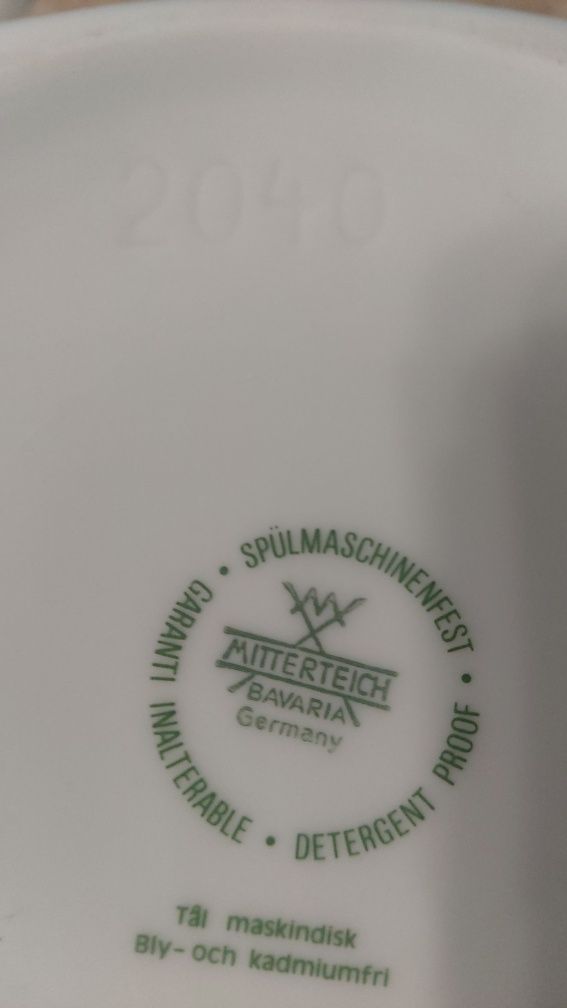 2040
SPÜLMASCHINENFEST • DETERGENT PROOF • GARANTI INALTERABLE •
MITTERTEICH
BAVARIA
Germany
Tål maskindisk
Bly- och kadmiumfri